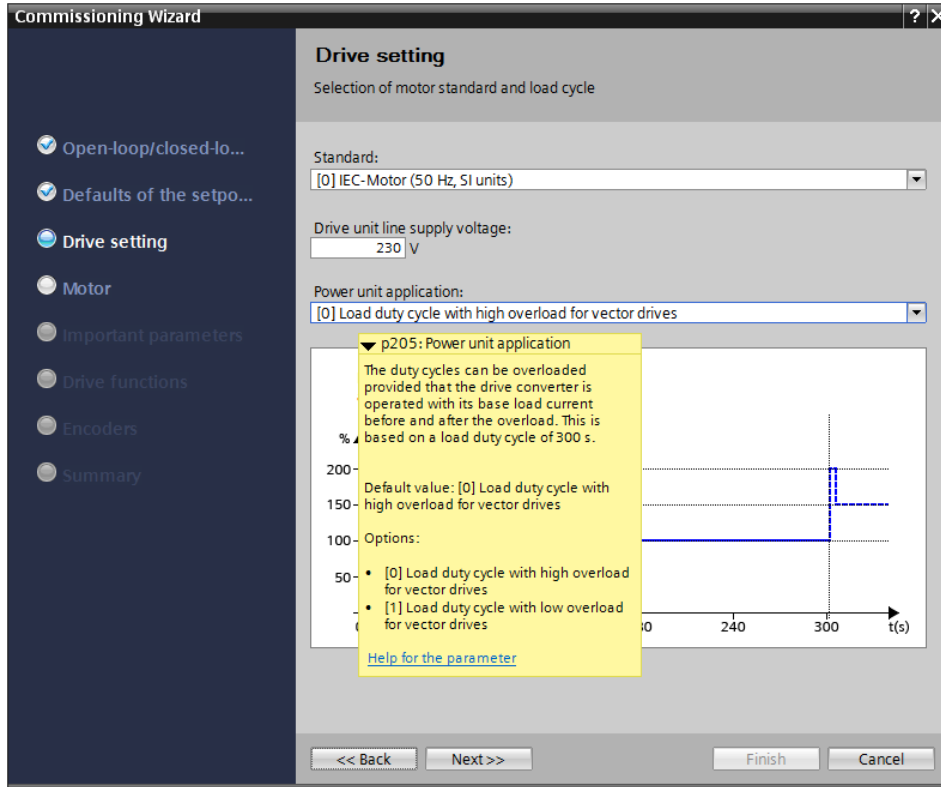 Commissioning Wizard
? X
Drive setting
Selection of motor standard and load cycle
Open-loop/closed-lo...
Defaults of the setpo...
Drive setting
Motor
Important parameters
Drive functions
Encoders
Summary
Standard:
[0] IEC-Motor (50 Hz, SI units)
Drive unit line supply voltage:
230 V
Power unit application:
[0] Load duty cycle with high overload for vector drives
p205: Power unit application
The duty cycles can be overloaded
provided that the drive converter is
operated with its base load current
before and after the overload. This is
based on a load duty cycle of 300 s.
Default value: [0] Load duty cycle with
high overload for vector drives
Options:
• [0] Load duty cycle with high overload
for vector drives
• [1] Load duty cycle with low overload
for vector drives
Help for the parameter
%
200
150
100
50
240
300
t(s)
<< Back
Next >>
Finish
Cancel